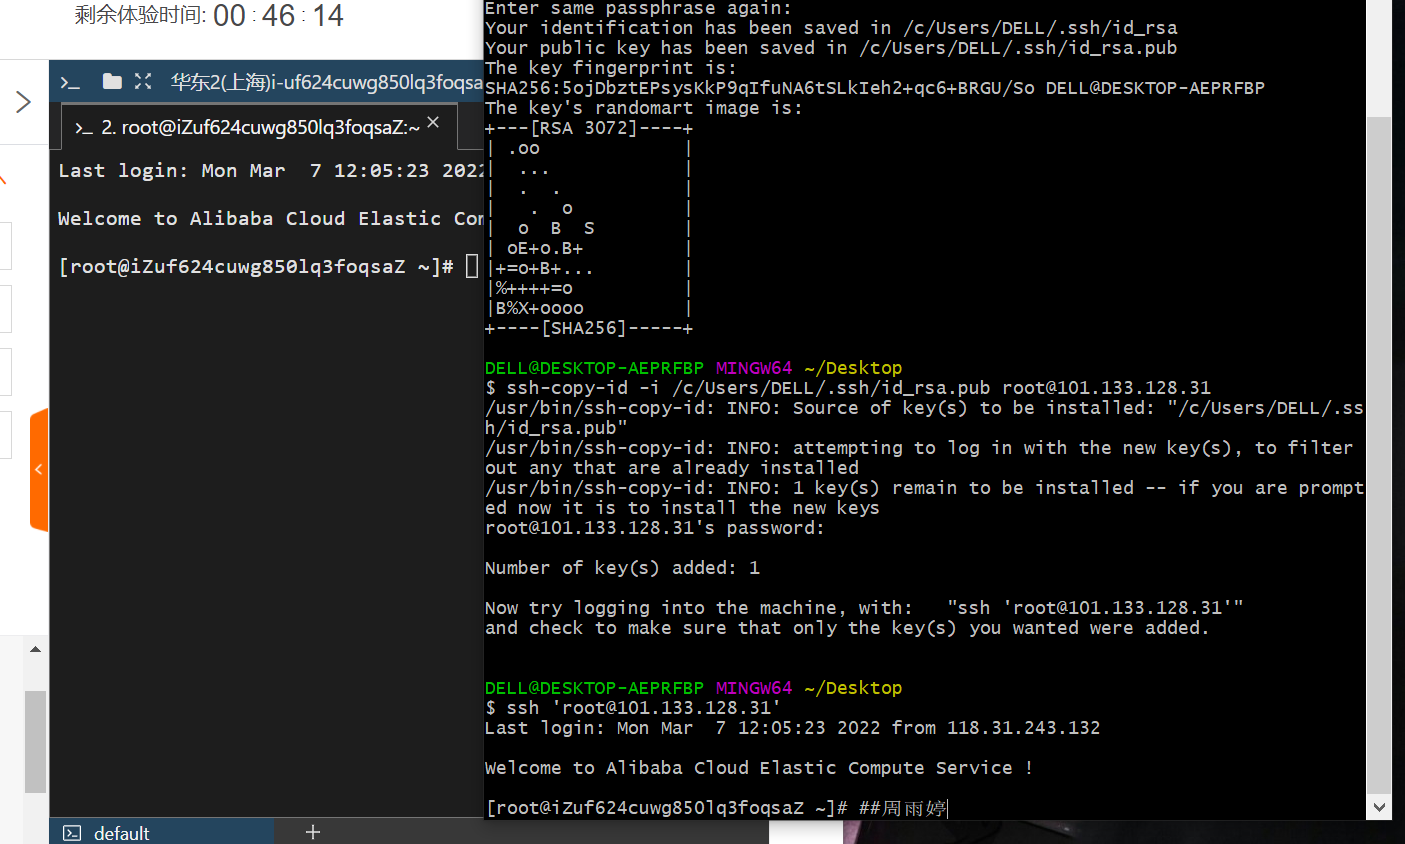 剩余体验时间: 00 : 46 : 14
华东2(上海)i-uf624cuwg850lq3foqsa
2. root@iZuf624cuwg850lq3foqsaZ:~ ×
Last login: Mon Mar  7 12:05:23 2022
Welcome to Alibaba Cloud Elastic Com
[root@iZuf624cuwg850lq3foqsaZ ~]#
default
Enter same passphrase again:
Your identification has been saved in /c/Users/DELL/.ssh/id_rsa
Your public key has been saved in /c/Users/DELL/.ssh/id_rsa.pub
The key fingerprint is:
SHA256:5ojDbztEPsysKkP9qIfuNA6tSLkIeh2+qc6+BRGU/So DELL@DESKTOP-AEPRFBP
The key's randomart image is:
+---[RSA 3072]----+
| .oo             |
|  ...            |
|  .  .           |
|   .  o          |
|  o  B  S        |
| oE+o.B+         |
|+=o+B+...        |
|%++++=o          |
|B%X+oooo         |
+----[SHA256]-----+
DELL@DESKTOP-AEPRFBP MINGW64 ~/Desktop
$ ssh-copy-id -i /c/Users/DELL/.ssh/id_rsa.pub root@101.133.128.31
/usr/bin/ssh-copy-id: INFO: Source of key(s) to be installed: "/c/Users/DELL/.ss
h/id_rsa.pub"
/usr/bin/ssh-copy-id: INFO: attempting to log in with the new key(s), to filter
out any that are already installed
/usr/bin/ssh-copy-id: INFO: 1 key(s) remain to be installed -- if you are prompt
ed now it is to install the new keys
root@101.133.128.31's password:
Number of key(s) added: 1
Now try logging into the machine, with:   "ssh 'root@101.133.128.31'"
and check to make sure that only the key(s) you wanted were added.
DELL@DESKTOP-AEPRFBP MINGW64 ~/Desktop
$ ssh 'root@101.133.128.31'
Last login: Mon Mar  7 12:05:23 2022 from 118.31.243.132
Welcome to Alibaba Cloud Elastic Compute Service !
[root@iZuf624cuwg850lq3foqsaZ ~]# ##周雨婷